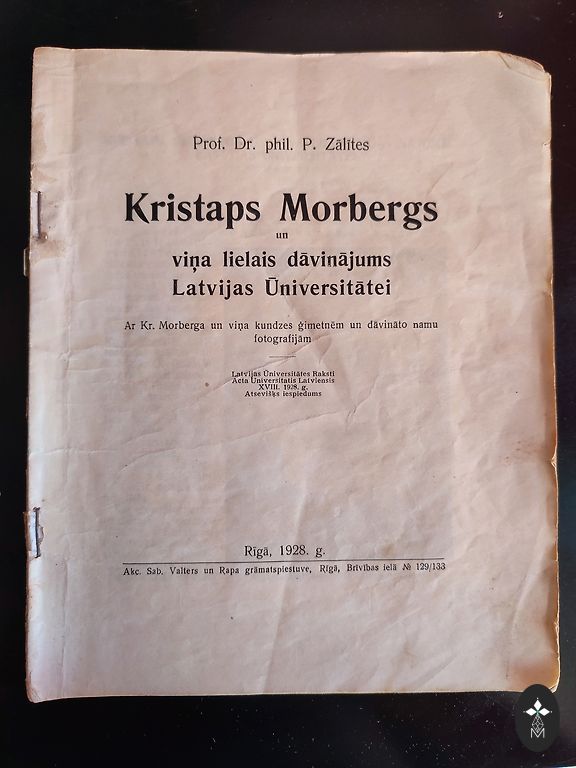 Prof. Dr. phil. P. Zālītes
Kristaps Morbergs
un
viņa lielais dāvinājums
Latvijas Ūniversitātei
Ar Kr. Morberga un viņa kundzes ģimetnēm un dāvināto namu
fotografijām
Latvijas Ūniversitātes Raksti
Acta Universitatis Latviensis
XVIII. 1928. g.
Atsevišķs iespiedums
Rīgā, 1928. g.
Akc. Sab. Valters un Rapa grāmatspiestuve, Rīgā, Brīvības ielā № 129/133
M